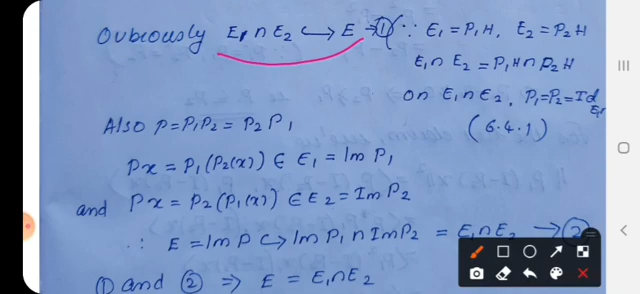 Oubviously E₁ ∩ E₂ ↪ E → ① ∵ E₁ = P₁H, E₂ = P₂H
E₁ ∩ E₂ = P₁H ∩ P₂H
on E₁ ∩ E₂, P₁ = P₂ = Id
(6.4.1)
Also P = P₁P₂ = P₂P₁
Px = P₁(P₂(x)) ∈ E₁ = Im P₁
and Px = P₂(P₁(x)) ∈ E₂ = Im P₂
∴ E = Im P ↪ Im P₁ ∩ Im P₂ = E₁ ∩ E₂ → ②
① and ② ⇒ E = E₁ ∩ E₂